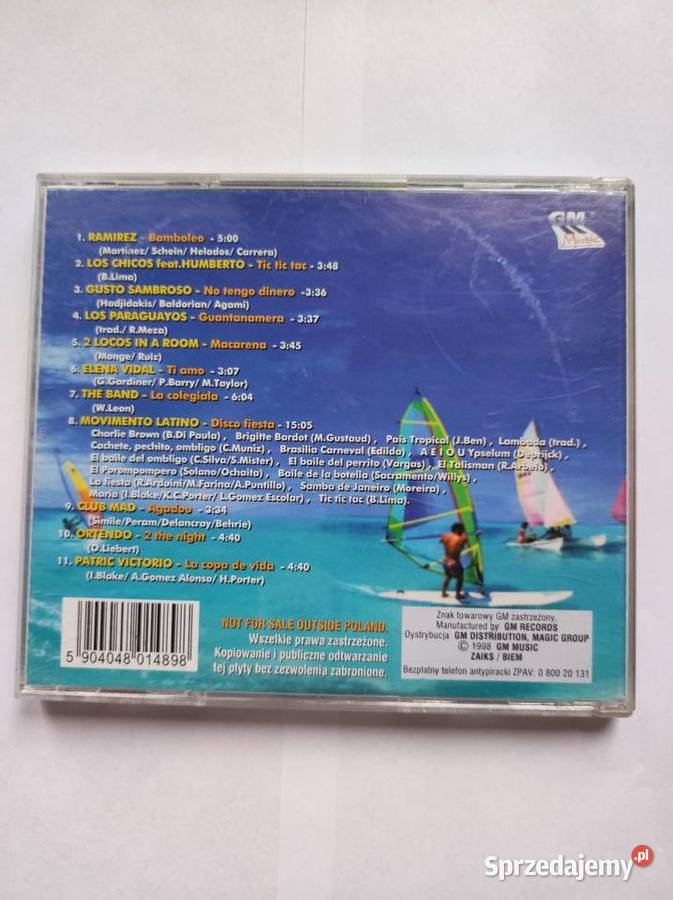 GM
Music
1. RAMIREZ - Bamboleo - 5:00
(Martinez/ Schein/ Helados/ Carrera)
2. LOS CHICOS feat.HUMBERTO - Tic tic tac - 3:48
(B.Lima)
3. GUSTO SAMBROSO - No tengo dinero - 3:36
(Hadjidakis/ Baldorian/ Agami)
4. LOS PARAGUAYOS - Guantanamera - 3:37
(trad./ R.Meza)
5. 2 LOCOS IN A ROOM - Macarena - 3:45
(Monge/ Ruiz)
6. ELENA VIDAL - Ti amo - 3:07
(G.Gardiner/ P.Barry/ M.Taylor)
7. THE BAND - La colegiala - 6:04
(W.Leon)
8. MOVIMENTO LATINO - Disco fiesta - 15:05
Charlie Brown (B.Di Paula) , Brigitte Bardot (M.Gustaud) , Pais Tropical (J.Ben) , Lambada (trad.) ,
Cachete, pechito, ombligo (C.Muniz) , Brasilia Carneval (Edildo) , A E I O U Ypselum (Deprijck) ,
El baile del ombligo (C.Silva/S.Mister) , El baile del perrito (Vargas) , El Talisman (R.Arbelo) ,
El Porompompero (Solano/Ochaita) , Baile de la botella (Sacramento/Willys) ,
La fiesta (R.Ardoini/M.Farina/A.Puntillo) , Samba de Janeiro (Moreira) ,
Maria (I.Blake/K.C.Porter/ L.Gomez Escolar) , Tic tic tac (B.Lima).
9. CLUB MAD - Agadou - 3:34
(Simile/Peram/Delancray/Behrie)
10. ORTENDO - 2 the night - 4:40
(O.Liebert)
11. PATRIC VICTORIO - La copa de vida - 4:40
(I.Blake/ A.Gomez Alonso/ H.Porter)
5 904048 014898
NOT FOR SALE OUTSIDE POLAND.
Wszelkie prawa zastrzeżone.
Kopiowanie i publiczne odtwarzanie
tej płyty bez zezwolenia zabronione.
Znak towarowy GM zastrzeżony.
Manufactured by GM RECORDS
Dystrybucja GM DISTRIBUTION, MAGIC GROUP
© 1998 GM MUSIC
ZAIKS / BIEM
Bezpłatny telefon antypiracki ZPAV: 0 800 20 131
Sprzedajemy.pl